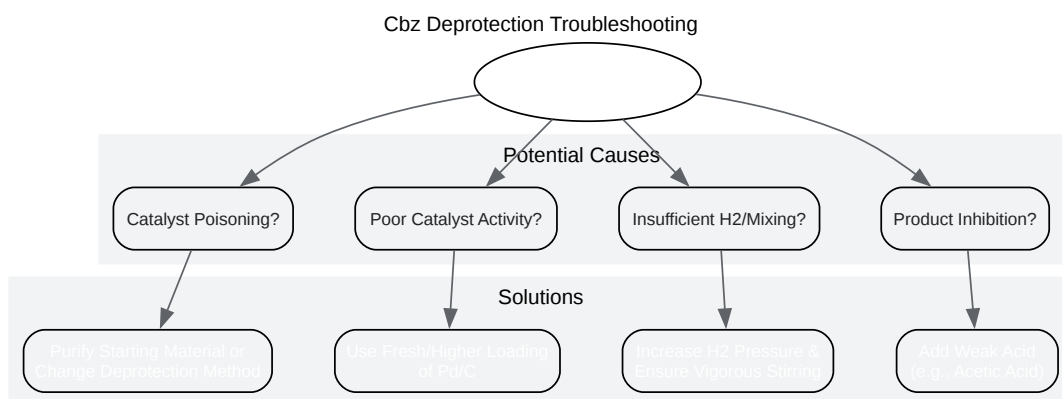 Cbz Deprotection Troubleshooting
Potential Causes
Catalyst Poisoning?
Poor Catalyst Activity?
Insufficient H2/Mixing?
Product Inhibition?
Solutions
Purify Starting Material or
Change Deprotection Method
Use Fresh/Higher Loading
of Pd/C
Increase H2 Pressure &
Ensure Vigorous Stirring
Add Weak Acid
(e.g., Acetic Acid)